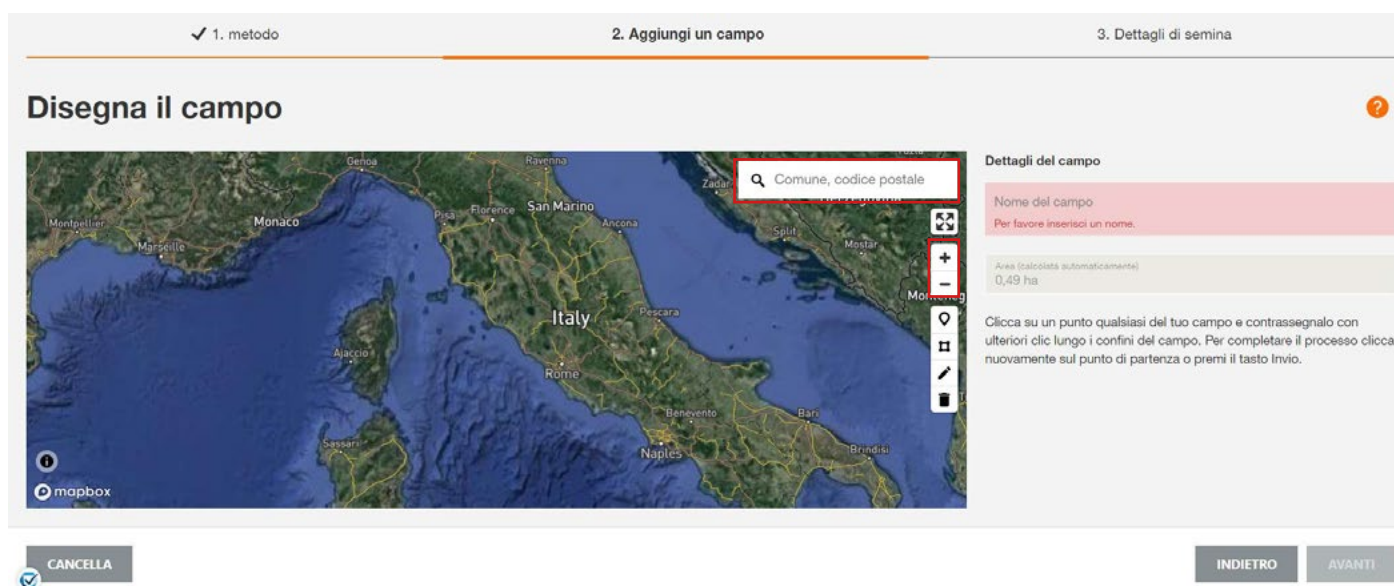 1. metodo
2. Aggiungi un campo
3. Dettagli di semina
Disegna il campo
?
Comune, codice postale
Genoa
Ravenna
Zadar
Montpellier
Monaco
Pisa
Florence
San Marino
Ancona
Split
Mostar
Marseille
Italy
Pescara
Ajaccio
Rome
Benevento
Bari
Sassari
Naples
Brindisi
mapbox
Dettagli del campo
Nome del campo
Per favore inserisci un nome.
Area (calcolata automaticamente)
0,49 ha
Clicca su un punto qualsiasi del tuo campo e contrassegnalo con
ulteriori clic lungo i confini del campo. Per completare il processo clicca
nuovamente sul punto di partenza o premi il tasto Invio.
CANCELLA
INDIETRO
AVANTI